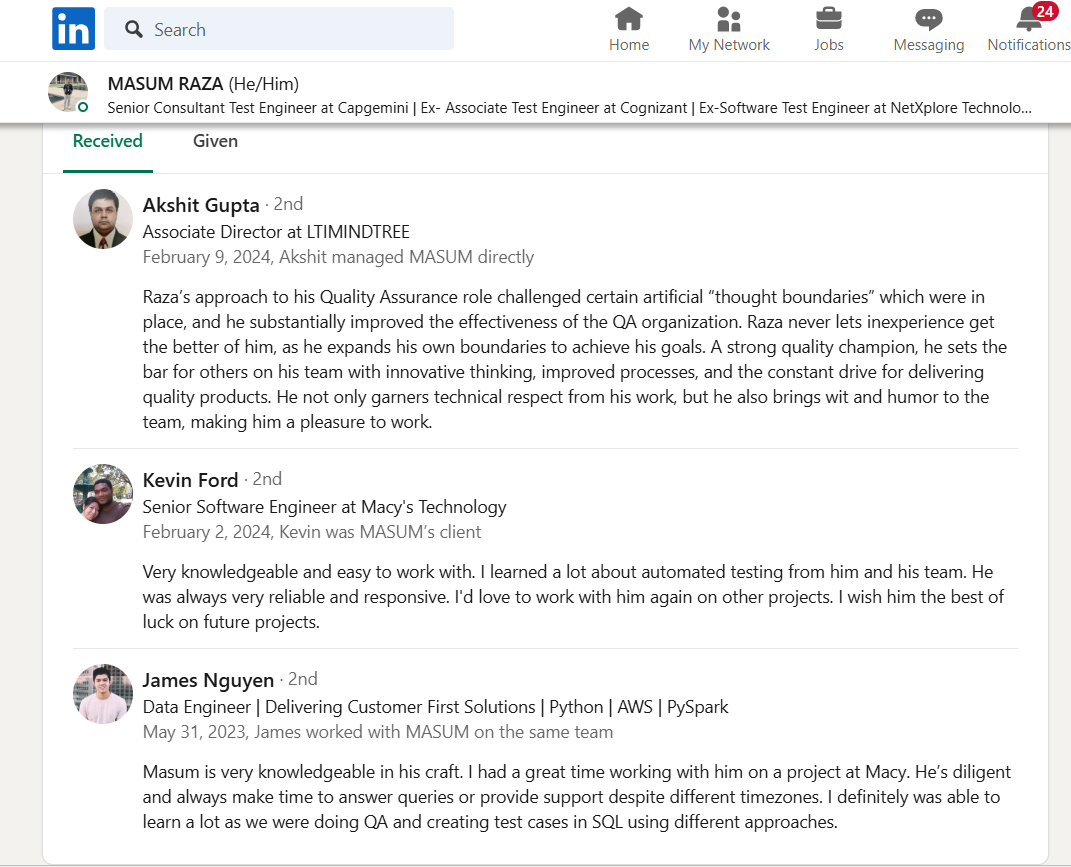 in
Search
Home
My Network
Jobs
Messaging
24
Notifications
MASUM RAZA (He/Him)
Senior Consultant Test Engineer at Capgemini | Ex- Associate Test Engineer at Cognizant | Ex-Software Test Engineer at NetXplore Technolo...
Received
Given
Akshit Gupta · 2nd
Associate Director at LTIMINDTREE
February 9, 2024, Akshit managed MASUM directly
Raza’s approach to his Quality Assurance role challenged certain artificial “thought boundaries” which were in
place, and he substantially improved the effectiveness of the QA organization. Raza never lets inexperience get
the better of him, as he expands his own boundaries to achieve his goals. A strong quality champion, he sets the
bar for others on his team with innovative thinking, improved processes, and the constant drive for delivering
quality products. He not only garners technical respect from his work, but he also brings wit and humor to the
team, making him a pleasure to work.
Kevin Ford · 2nd
Senior Software Engineer at Macy's Technology
February 2, 2024, Kevin was MASUM’s client
Very knowledgeable and easy to work with. I learned a lot about automated testing from him and his team. He
was always very reliable and responsive. I'd love to work with him again on other projects. I wish him the best of
luck on future projects.
James Nguyen · 2nd
Data Engineer | Delivering Customer First Solutions | Python | AWS | PySpark
May 31, 2023, James worked with MASUM on the same team
Masum is very knowledgeable in his craft. I had a great time working with him on a project at Macy. He’s diligent
and always make time to answer queries or provide support despite different timezones. I definitely was able to
learn a lot as we were doing QA and creating test cases in SQL using different approaches.